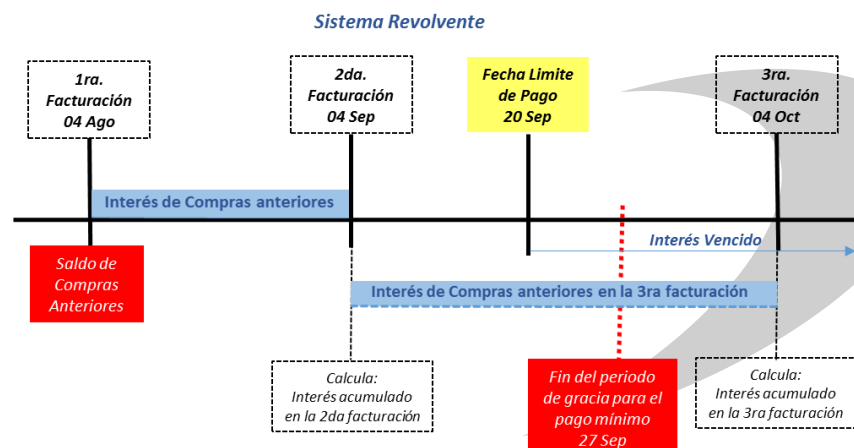 Sistema Revolvente
1ra.
Facturación
04 Ago
2da.
Facturación
04 Sep
Fecha Limite
de Pago
20 Sep
3ra.
Facturación
04 Oct
Interés de Compras anteriores
Interés Vencido
Saldo de
Compras
Anteriores
Interés de Compras anteriores en la 3ra facturación
Calcula:
Interés acumulado
en la 2da facturación
Fin del periodo
de gracia para el
pago mínimo
27 Sep
Calcula:
Interés acumulado
en la 3ra facturación